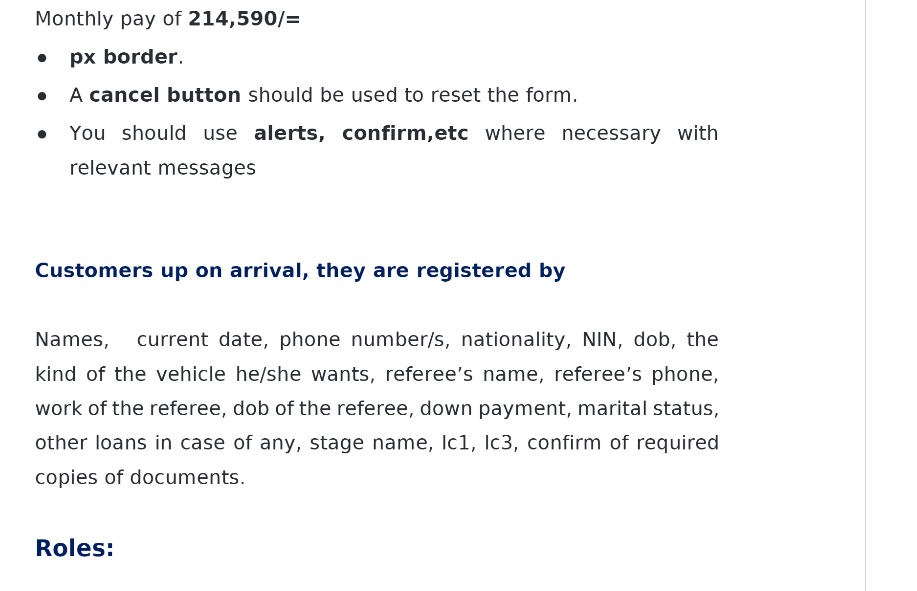 Monthly pay of 214,590/=
● px border.
● A cancel button should be used to reset the form.
● You should use alerts, confirm,etc where necessary with
relevant messages
Customers up on arrival, they are registered by
Names, current date, phone number/s, nationality, NIN, dob, the
kind of the vehicle he/she wants, referee’s name, referee’s phone,
work of the referee, dob of the referee, down payment, marital status,
other loans in case of any, stage name, lc1, lc3, confirm of required
copies of documents.
Roles: